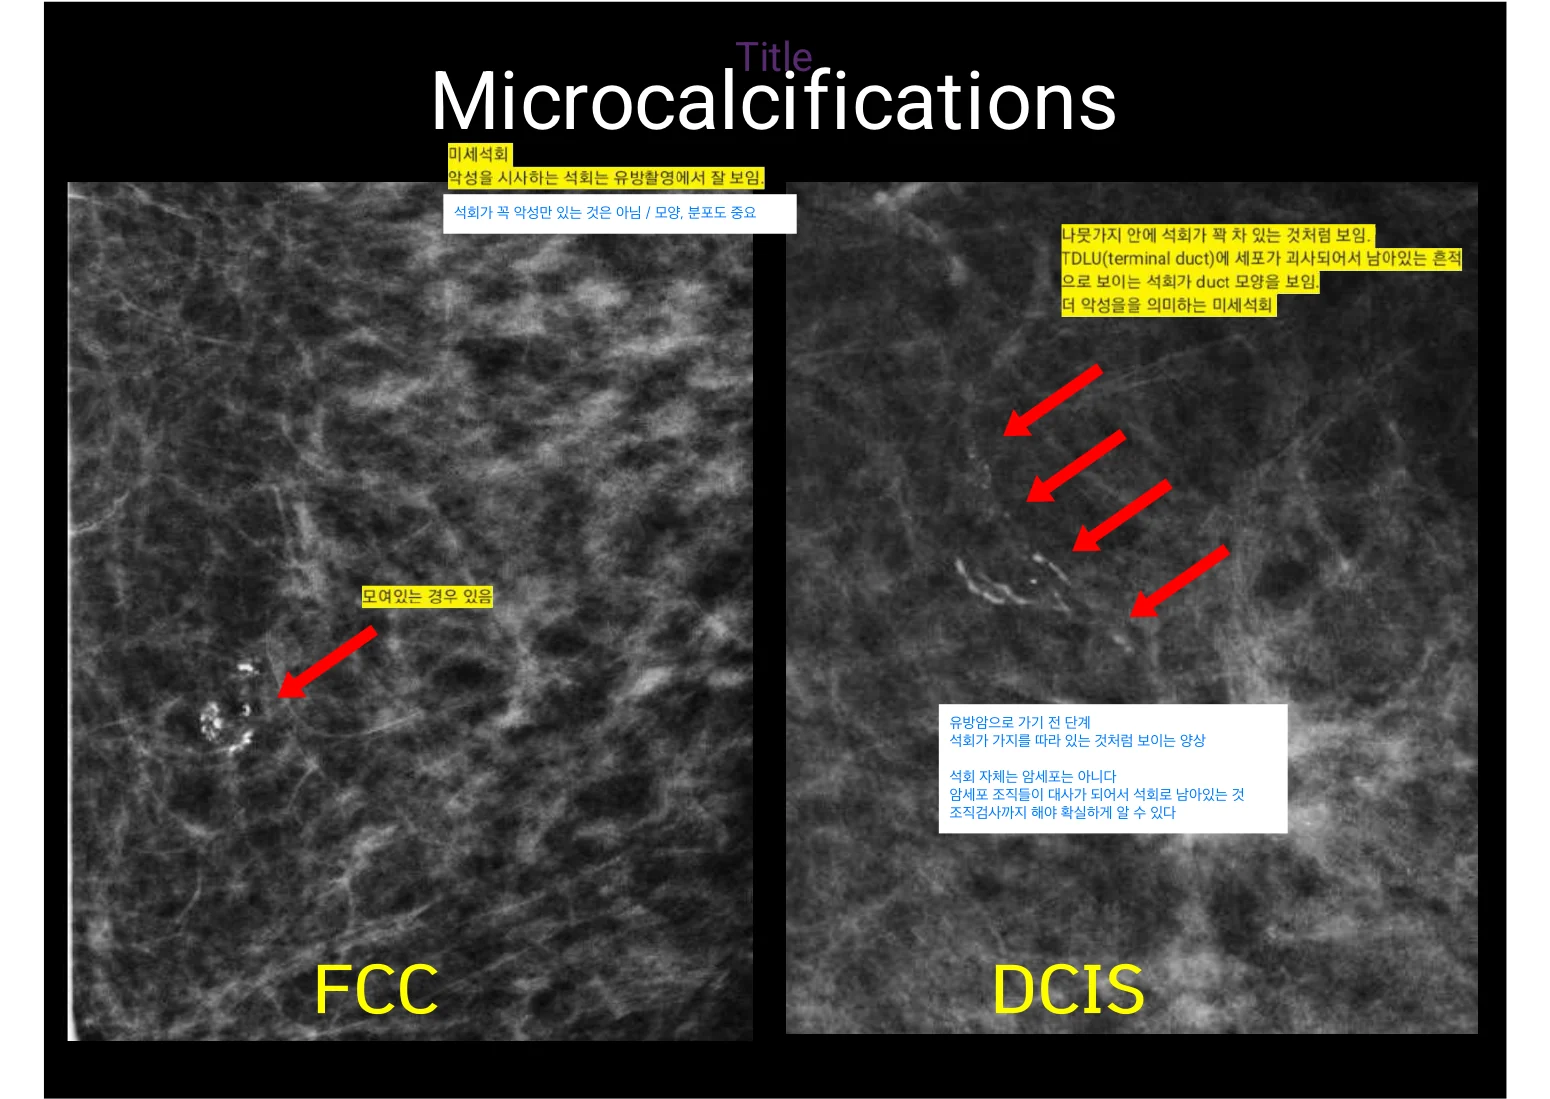 Title
Microcalcifications
미세석회
악성을 시사하는 석회는 유방촬영에서 잘 보임.
석회가 꼭 악성만 있는 것은 아님 / 모양, 분포도 중요
모여있는 경우 있음
FCC
나뭇가지 안에 석회가 꽉 차 있는 것처럼 보임.
TDLU(terminal duct)에 세포가 괴사되어서 남아있는 흔적
으로 보이는 석회가 duct 모양을 보임.
더 악성을을 의미하는 미세석회
유방암으로 가기 전 단계
석회가 가지를 따라 있는 것처럼 보이는 양상
석회 자체는 암세포는 아니다
암세포 조직들이 대사가 되어서 석회로 남아있는 것
조직검사까지 해야 확실하게 알 수 있다
DCIS